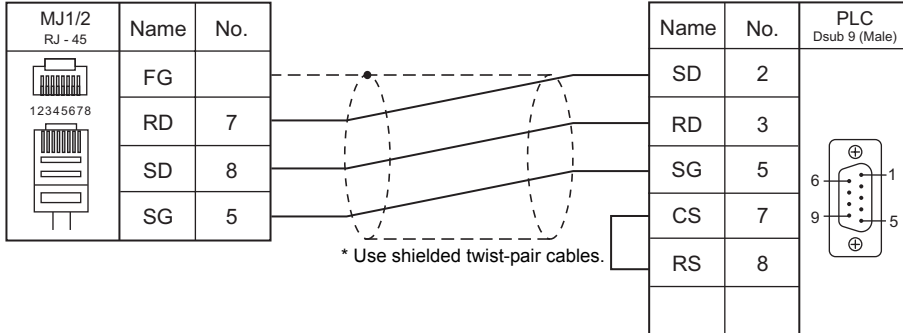 MJ1/2
RJ - 45
Name No.
12345678
FG
RD 7
SD 8
SG 5
* Use shielded twist-pair cables.
Name No.
PLC
Dsub 9 (Male)
SD 2
RD 3
SG 5
CS 7
RS 8
6 1
9 5